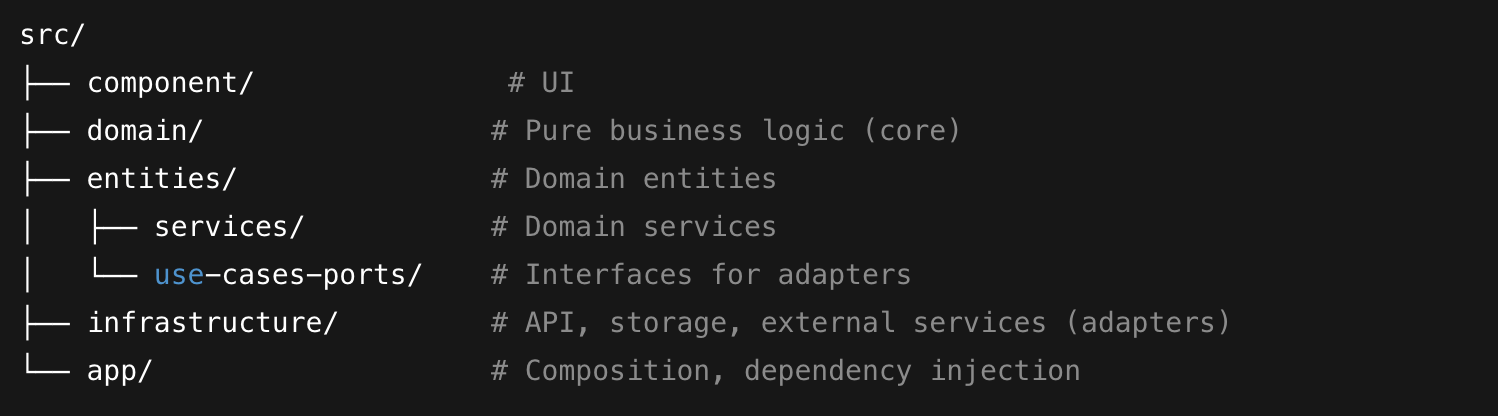 src/
├── component/               # UI
├── domain/                 # Pure business logic (core)
├── entities/               # Domain entities
│   ├── services/           # Domain services
│   └── use-cases-ports/    # Interfaces for adapters
├── infrastructure/         # API, storage, external services (adapters)
└── app/                    # Composition, dependency injection